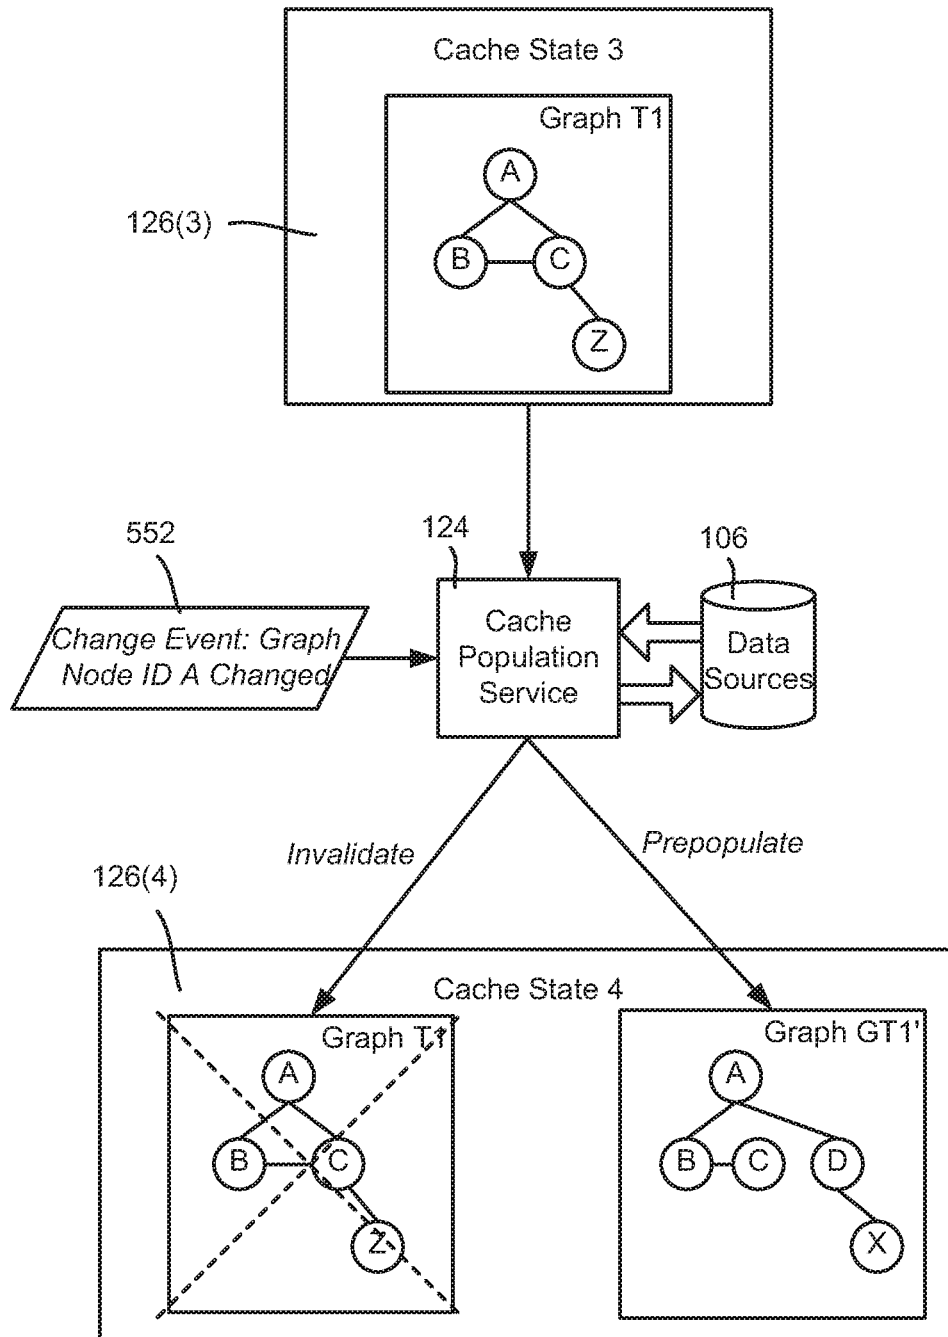 Cache State 3
Graph T1
A
126(3)
B
C
Z
552
124
106
Change Event: Graph
Node ID A Changed
Cache
Population
Service
Data
Sources
Invalidate
Prepopulate
126(4)
Cache State 4
Graph T1
A
B
C
Z
Graph GT1'
A
B
C
D
X